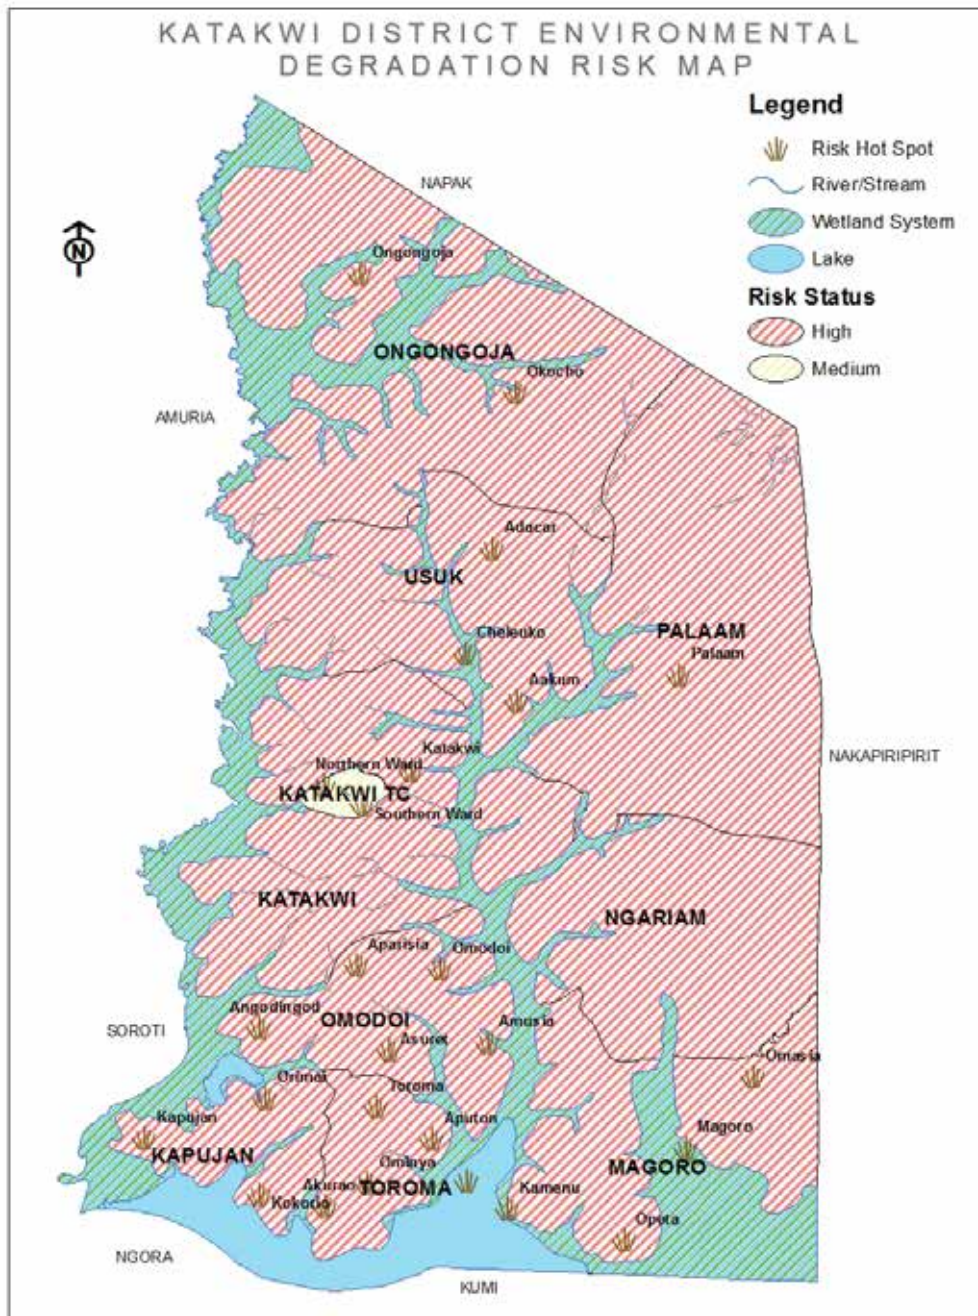 KATAKWI DISTRICT ENVIRONMENTAL
DEGRADATION RISK MAP
Legend
Risk Hot Spot
River/Stream
Wetland System
Lake
Risk Status
High
Medium
N
NAPAK
Ongongoja
ONGONGOJA
Okocho
AMURIA
Adacar
USUK
Cheleuko
PALAAM
Palaam
Aakum
Katakwi
NAKAPIRIPIRIT
Northern Ward
KATAKWI TC
Southern Ward
KATAKWI
NGARIAM
Aparisia
Omodoi
Angodingod
OMODOI
Amusia
SOROTI
Asuret
Omasia
Orimai
Toroma
Kapujan
Aputon
Magoro
KAPUJAN
Ominya
MAGORO
Akurao
TOROMA
Kamenu
Kokorio
Opeta
NGORA
KUMI